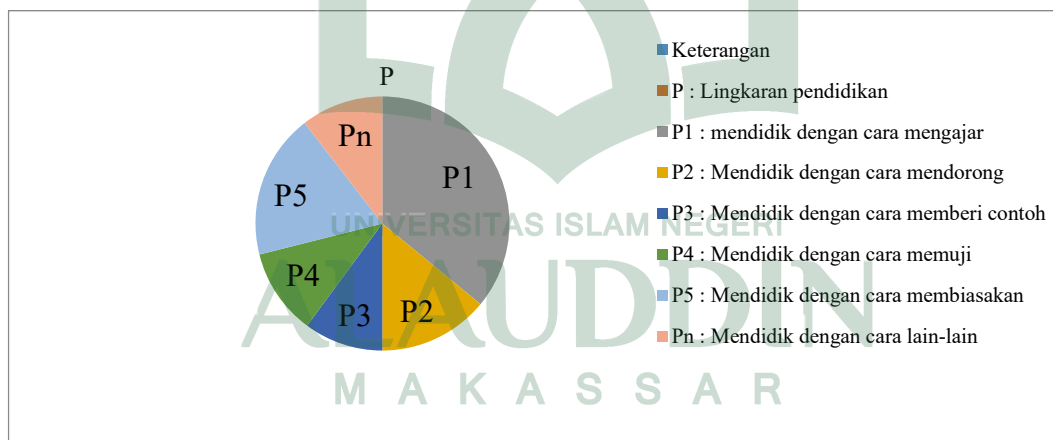 P
P1
P2
P3
P4
P5
Pn
Keterangan
P : Lingkaran pendidikan
P1 : mendidik dengan cara mengajar
P2 : Mendidik dengan cara mendorong
P3 : Mendidik dengan cara memberi contoh
P4 : Mendidik dengan cara memuji
P5 : Mendidik dengan cara membiasakan
Pn : Mendidik dengan cara lain-lain
UNIVERSITAS ISLAM NEGERI
ALAUDDIN
MAKASSAR